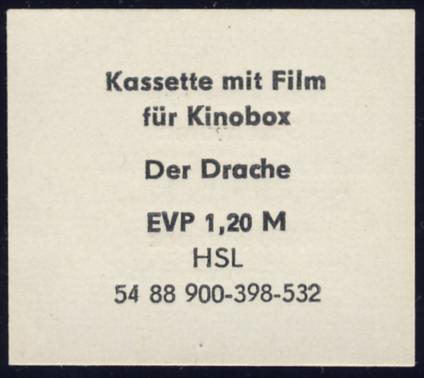 Kassette mit Film
für Kinobox
Der Drache
EVP 1,20 M
HSL
54 88 900-398-532